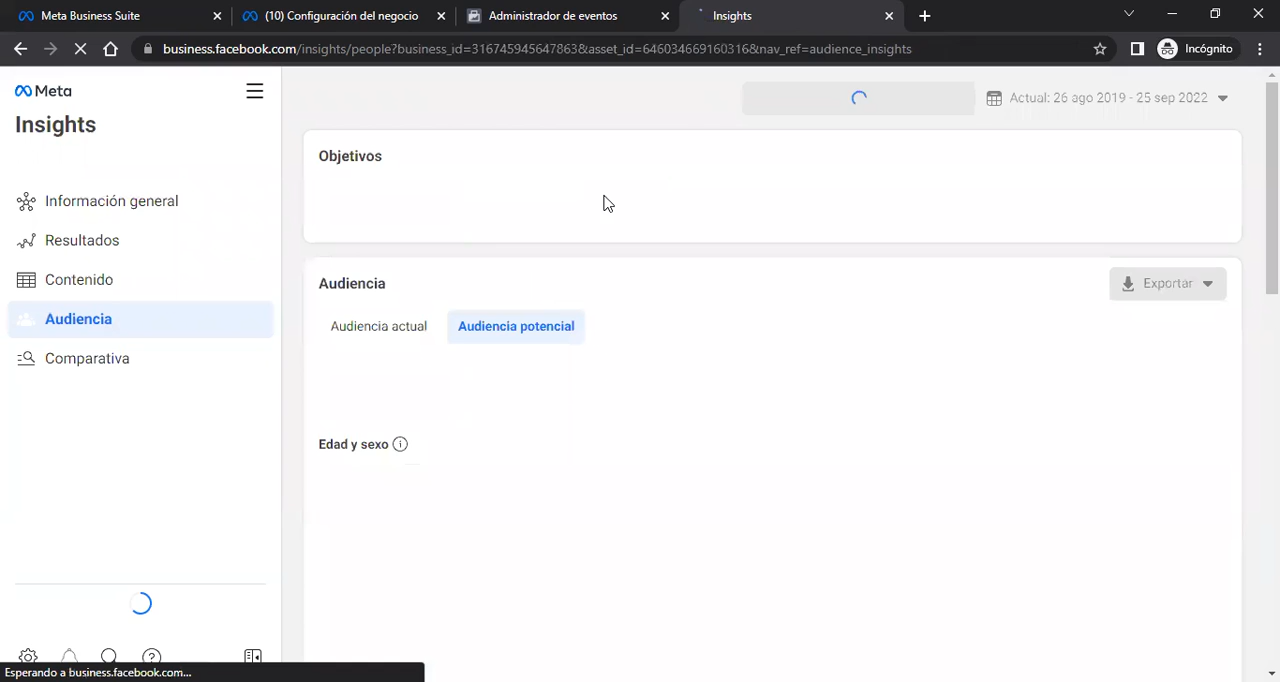 Meta Business Suite
(10) Configuración del negocio
Administrador de eventos
Insights
business.facebook.com/insights/people?business_id=316745945647863&asset_id=646034669160316&nav_ref=audience_insights
Incógnito
Meta
Insights
Actual: 26 ago 2019 - 25 sep 2022
Objetivos
Información general
Resultados
Contenido
Audiencia
Comparativa
Audiencia
Exportar
Audiencia actual
Audiencia potencial
Edad y sexo
Esperando a business.facebook.com...